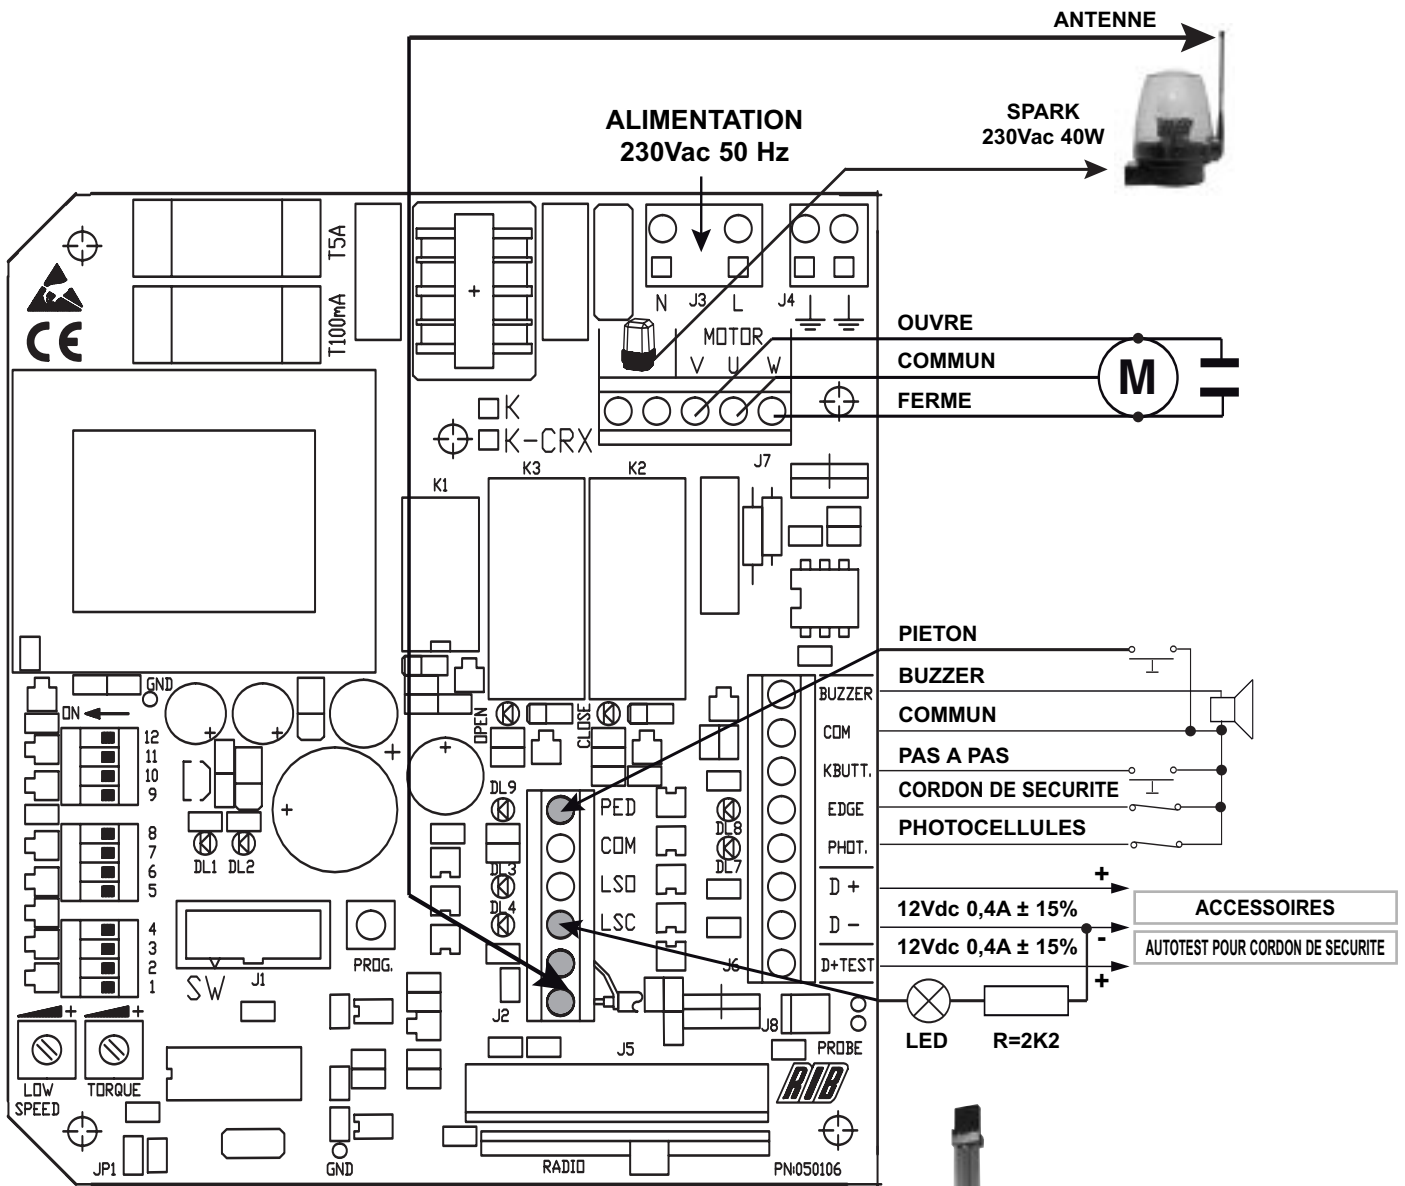 ANTENNE
SPARK
230Vac 40W
ALIMENTATION
230Vac 50 Hz
T5A
T100mA
CE
N J3 L J4
MOTOR
V U W
OUVRE
COMMUN
FERME
M
K
K-CRX
J7
K1
K3
K2
PIETON
BUZZER
COMMUN
PAS A PAS
CORDON DE SECURITE
PHOTOCELLULES
GND
ON
12
11
10
9
8
7
6
5
4
3
2
1
DL1 DL2
OPEN
CLOSE
DL9
DL3
DL4
DL8
DL7
PED
COM
LSO
LSC
BUZZER
COM
KBUTT.
EDGE
PHOT.
D +
D -
D+TEST
+
12Vdc 0,4A ± 15%
-
12Vdc 0,4A ± 15%
+
ACCESSOIRES
AUTOTEST POUR CORDON DE SECURITE
LED
R=2K2
SW
J1
PROG.
J2
J6
J8
J5
PROBE
RIB
+
+
LOW
SPEED
TORQUE
JP1
GND
RADIO
PN:050106